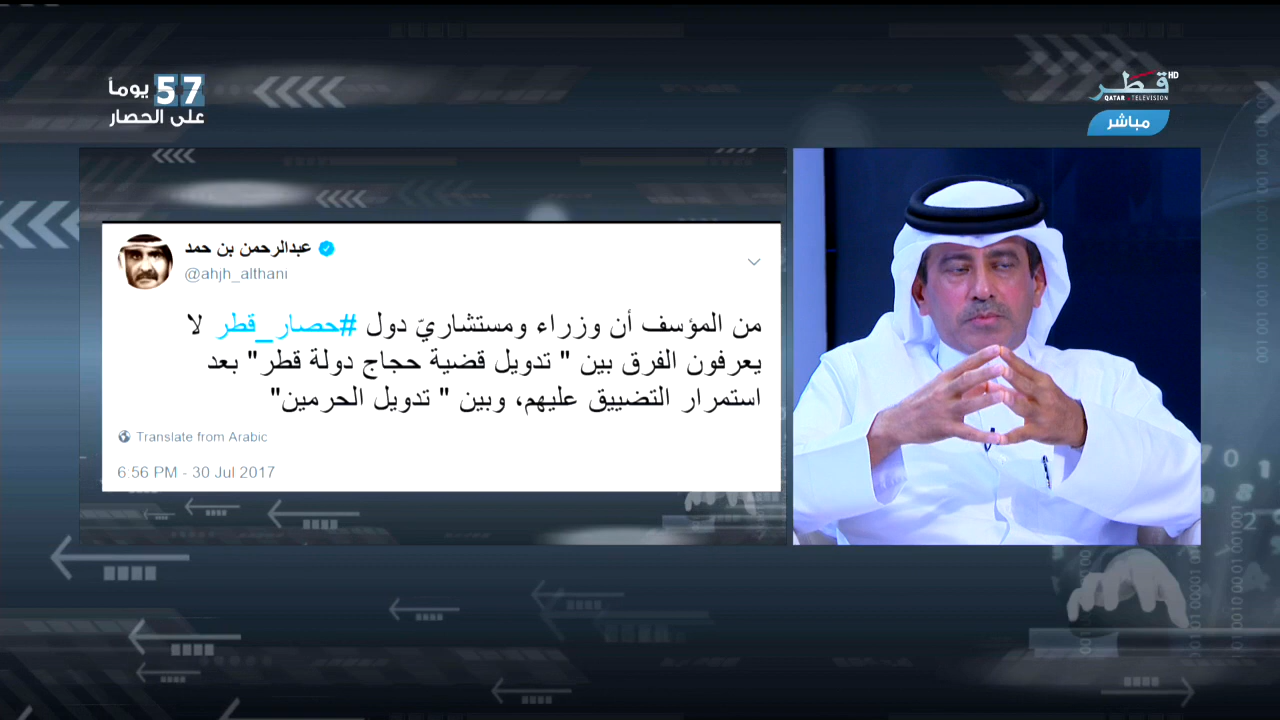 57 يوماً
على الحصار
قطر HD
QATAR TELEVISION
مباشر
عبدالرحمن بن حمد
@ahjh_althani
من المؤسف أن وزراء ومستشاريّ دول #حصار_قطر لا
يعرفون الفرق بين " تدويل قضية حجاج دولة قطر" بعد
استمرار التضييق عليهم، وبين " تدويل الحرمين"
Translate from Arabic
6:56 PM - 30 Jul 2017